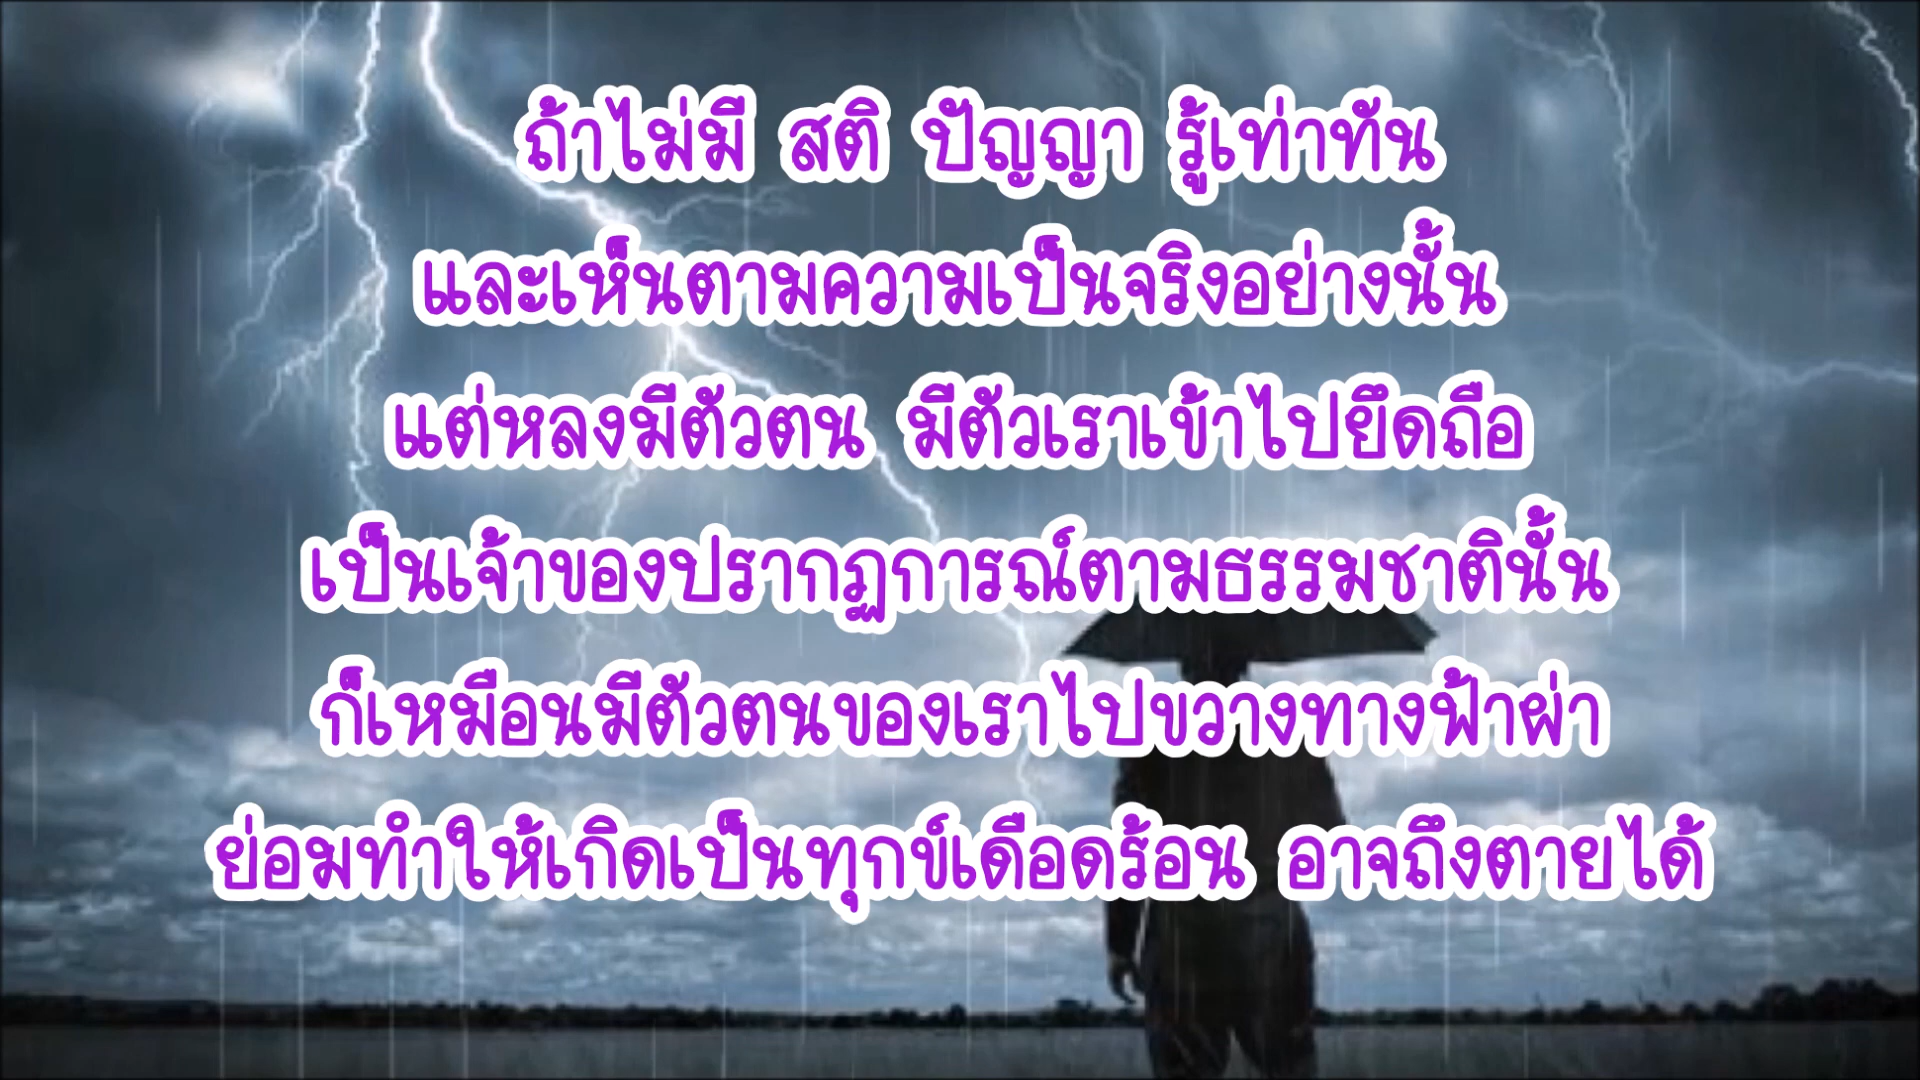 ถ้าไม่มี สติ ปัญญา รู้เท่าทัน
และเห็นตามความเป็นจริงอย่างนั้น
แต่หลงมีตัวตน มีตัวเราเข้าไปยึดถือ
เป็นเจ้าของปรากฏการณ์ตามธรรมชาตินั้น
ก็เหมือนมีตัวตนของเราไปขวางทางฟ้าผ่า
ย่อมทำให้เกิดเป็นทุกข์เดือดร้อน อาจถึงตายได้